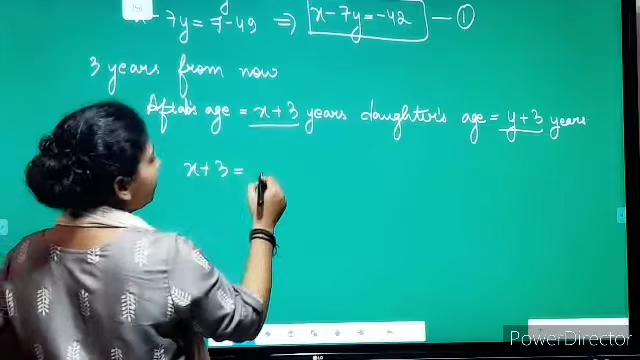 x - 7y = 7 - 49 ⇒ x - 7y = -42 — ①
3 years from now
Aftab's age = x + 3 years daughter's age = y + 3 years
x + 3 =
PowerDirector
LG